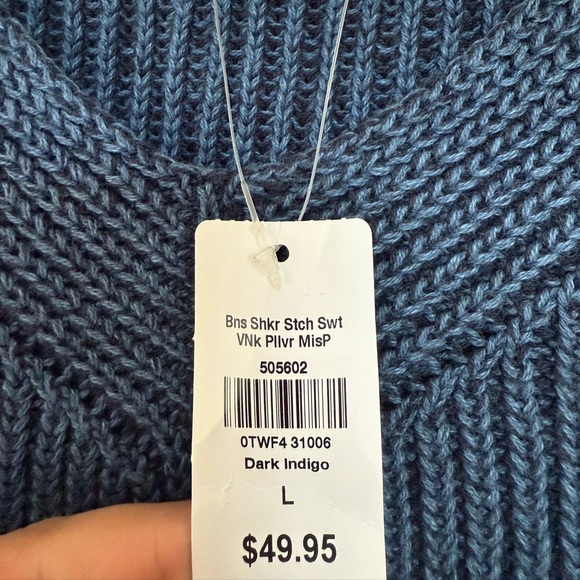 Bns Shkr Stch Swt
VNk Pllvr MisP
505602
0TWF4 31006
Dark Indigo
L
$49.95